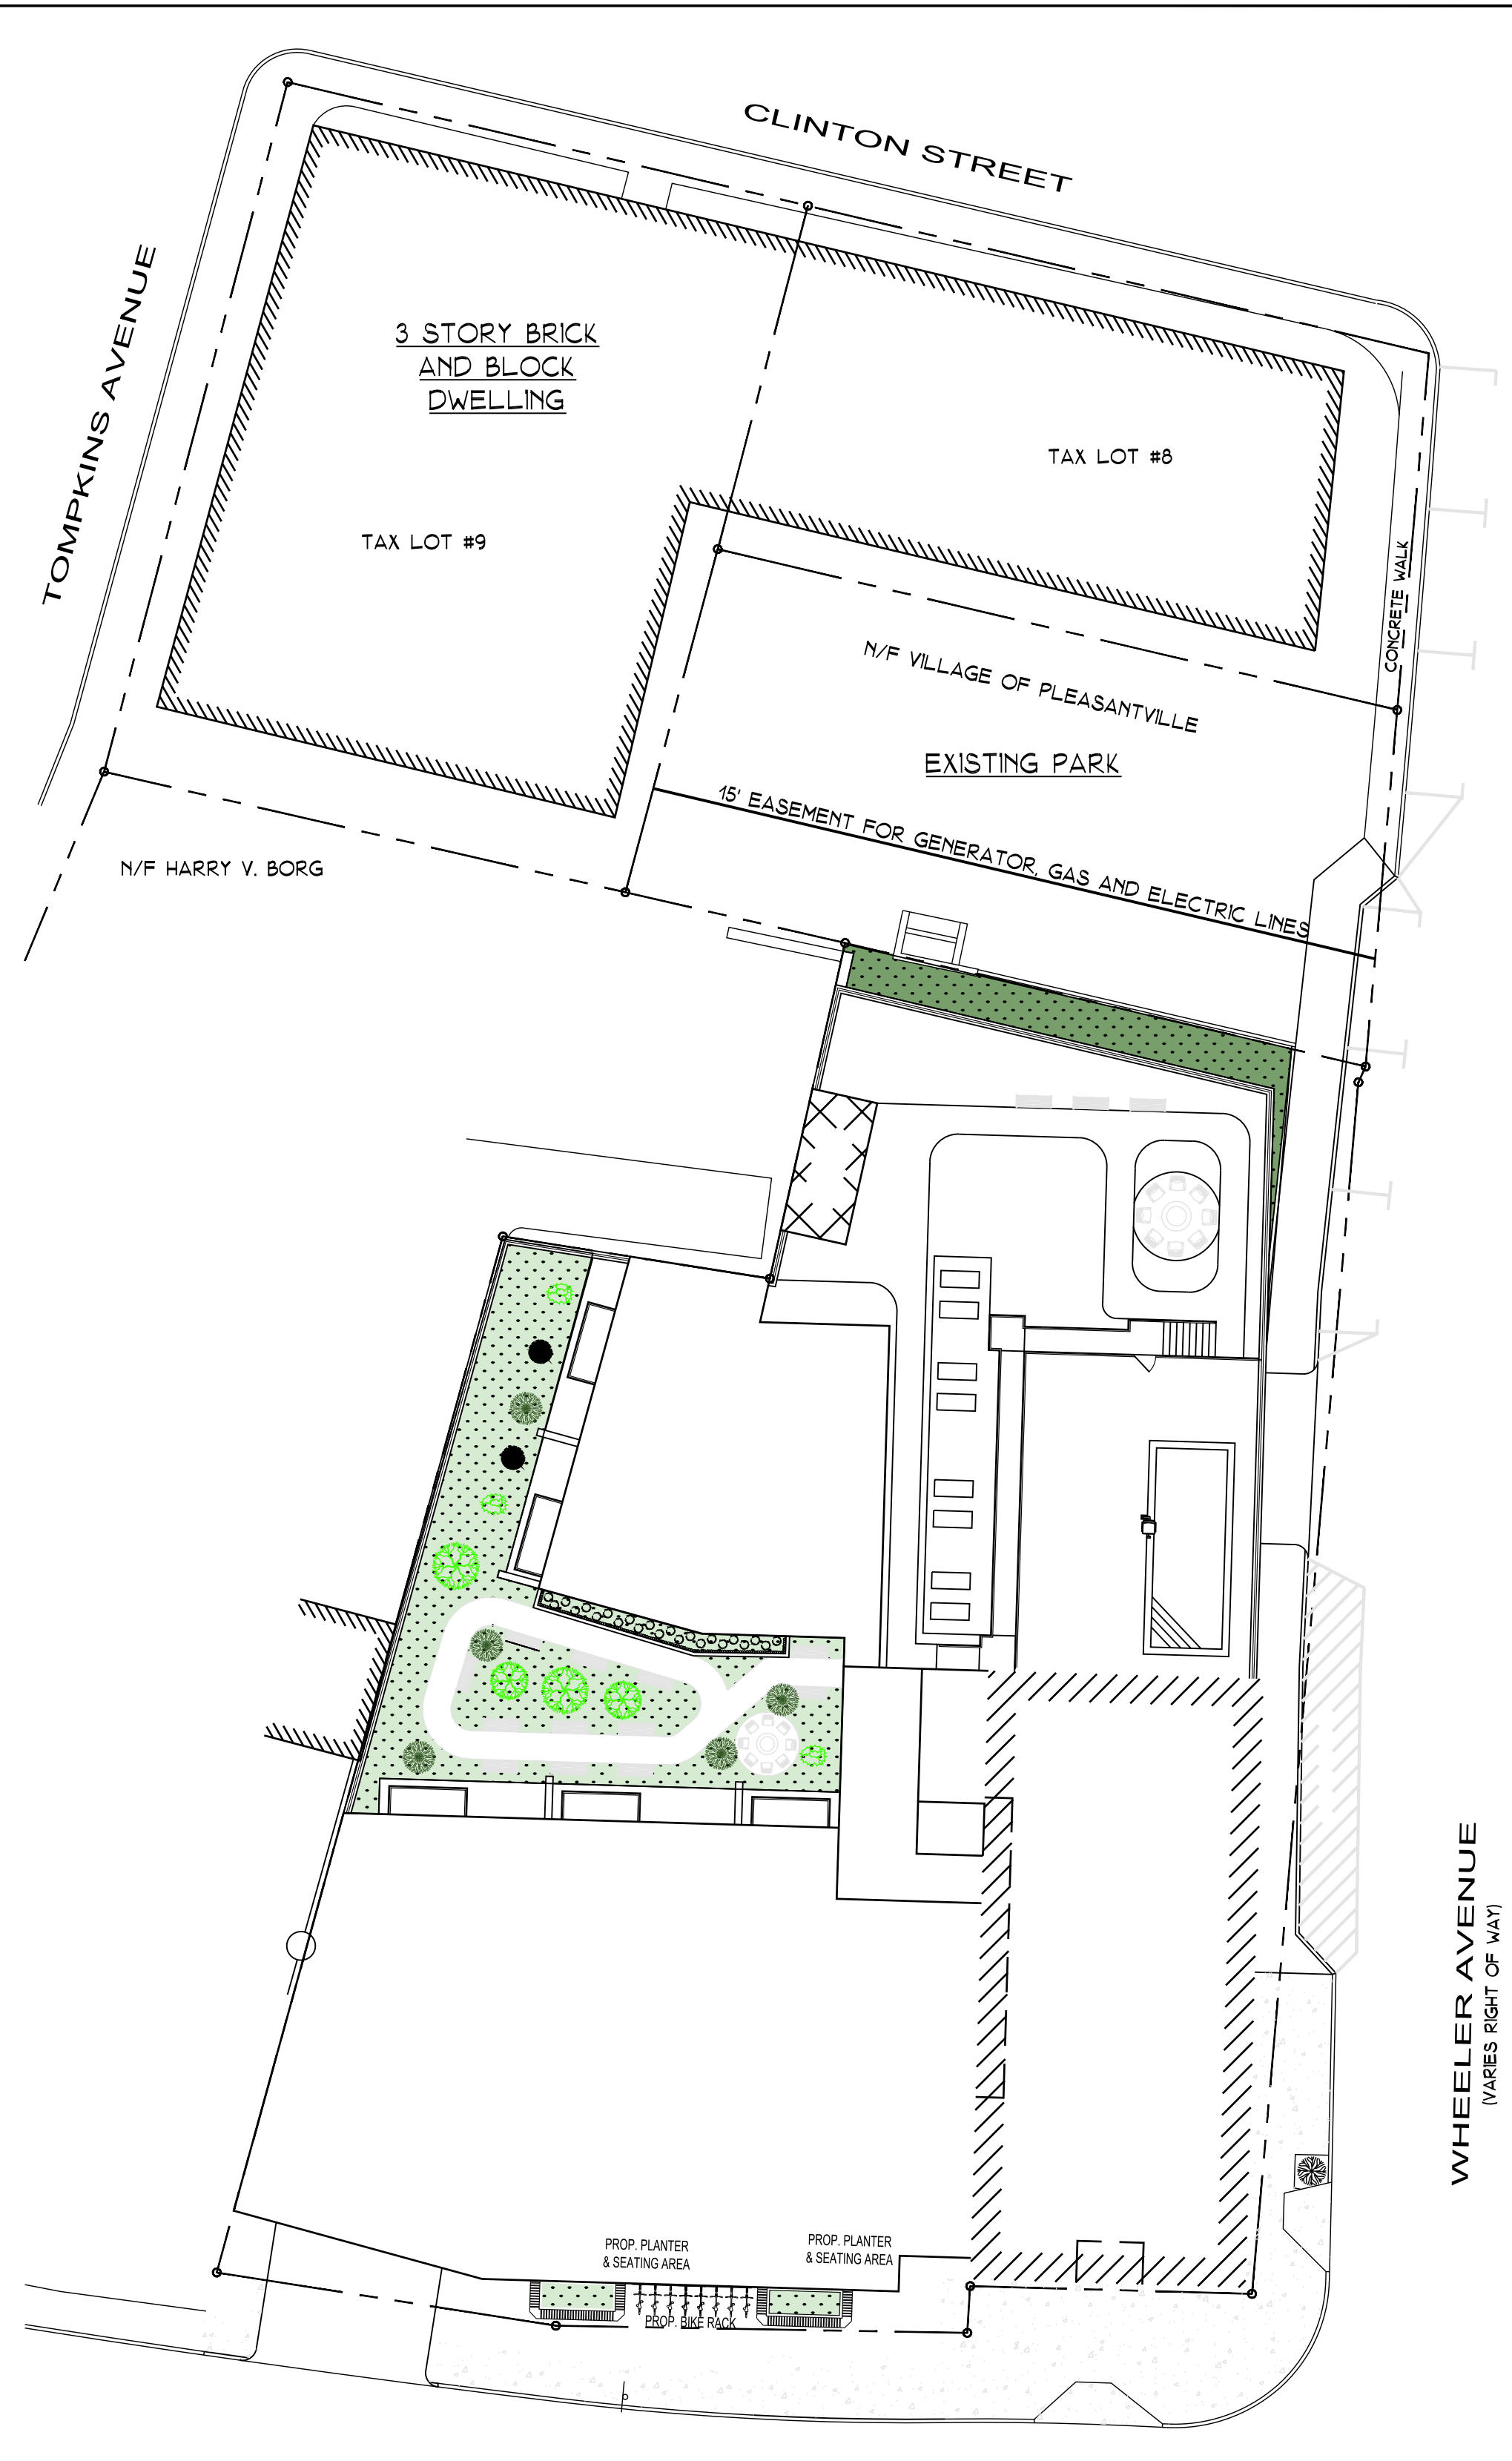 CLINTON STREET
TOMPKINS AVENUE
3 STORY BRICK
AND BLOCK
DWELLING
TAX LOT #8
TAX LOT #9
CONCRETE WALK
N/F VILLAGE OF PLEASANTVILLE
EXISTING PARK
15' EASEMENT FOR GENERATOR, GAS AND ELECTRIC LINES
N/F HARRY V. BORG
WHEELER AVENUE
(VARIES RIGHT OF WAY)
PROP. PLANTER
& SEATING AREA
PROP. PLANTER
& SEATING AREA
PROP. BIKE RACK